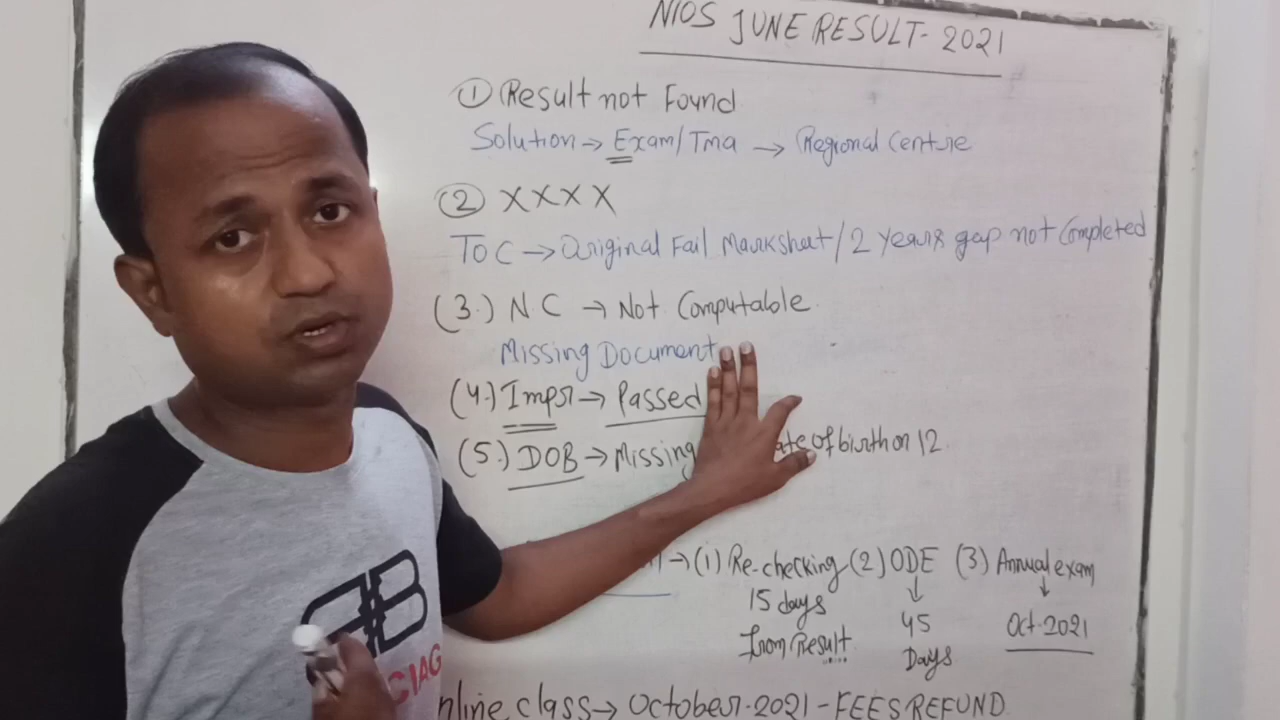 NIOS JUNE RESULT-2021
① Result not Found
Solution → Exam/Tma → Regional Centre
② XXXX
TOC → Original Fail Marksheet/2 Years gap not Completed
(3.) NC → Not Computable
Missing Document
(4.) Impr → Passed
(5.) DOB → Missing of birth on 12.
→ (1) Re-checking (2) ODE (3) Annual exam
15 days 45 Oct-2021
from Result Days
class → October-2021-FEES REFUND